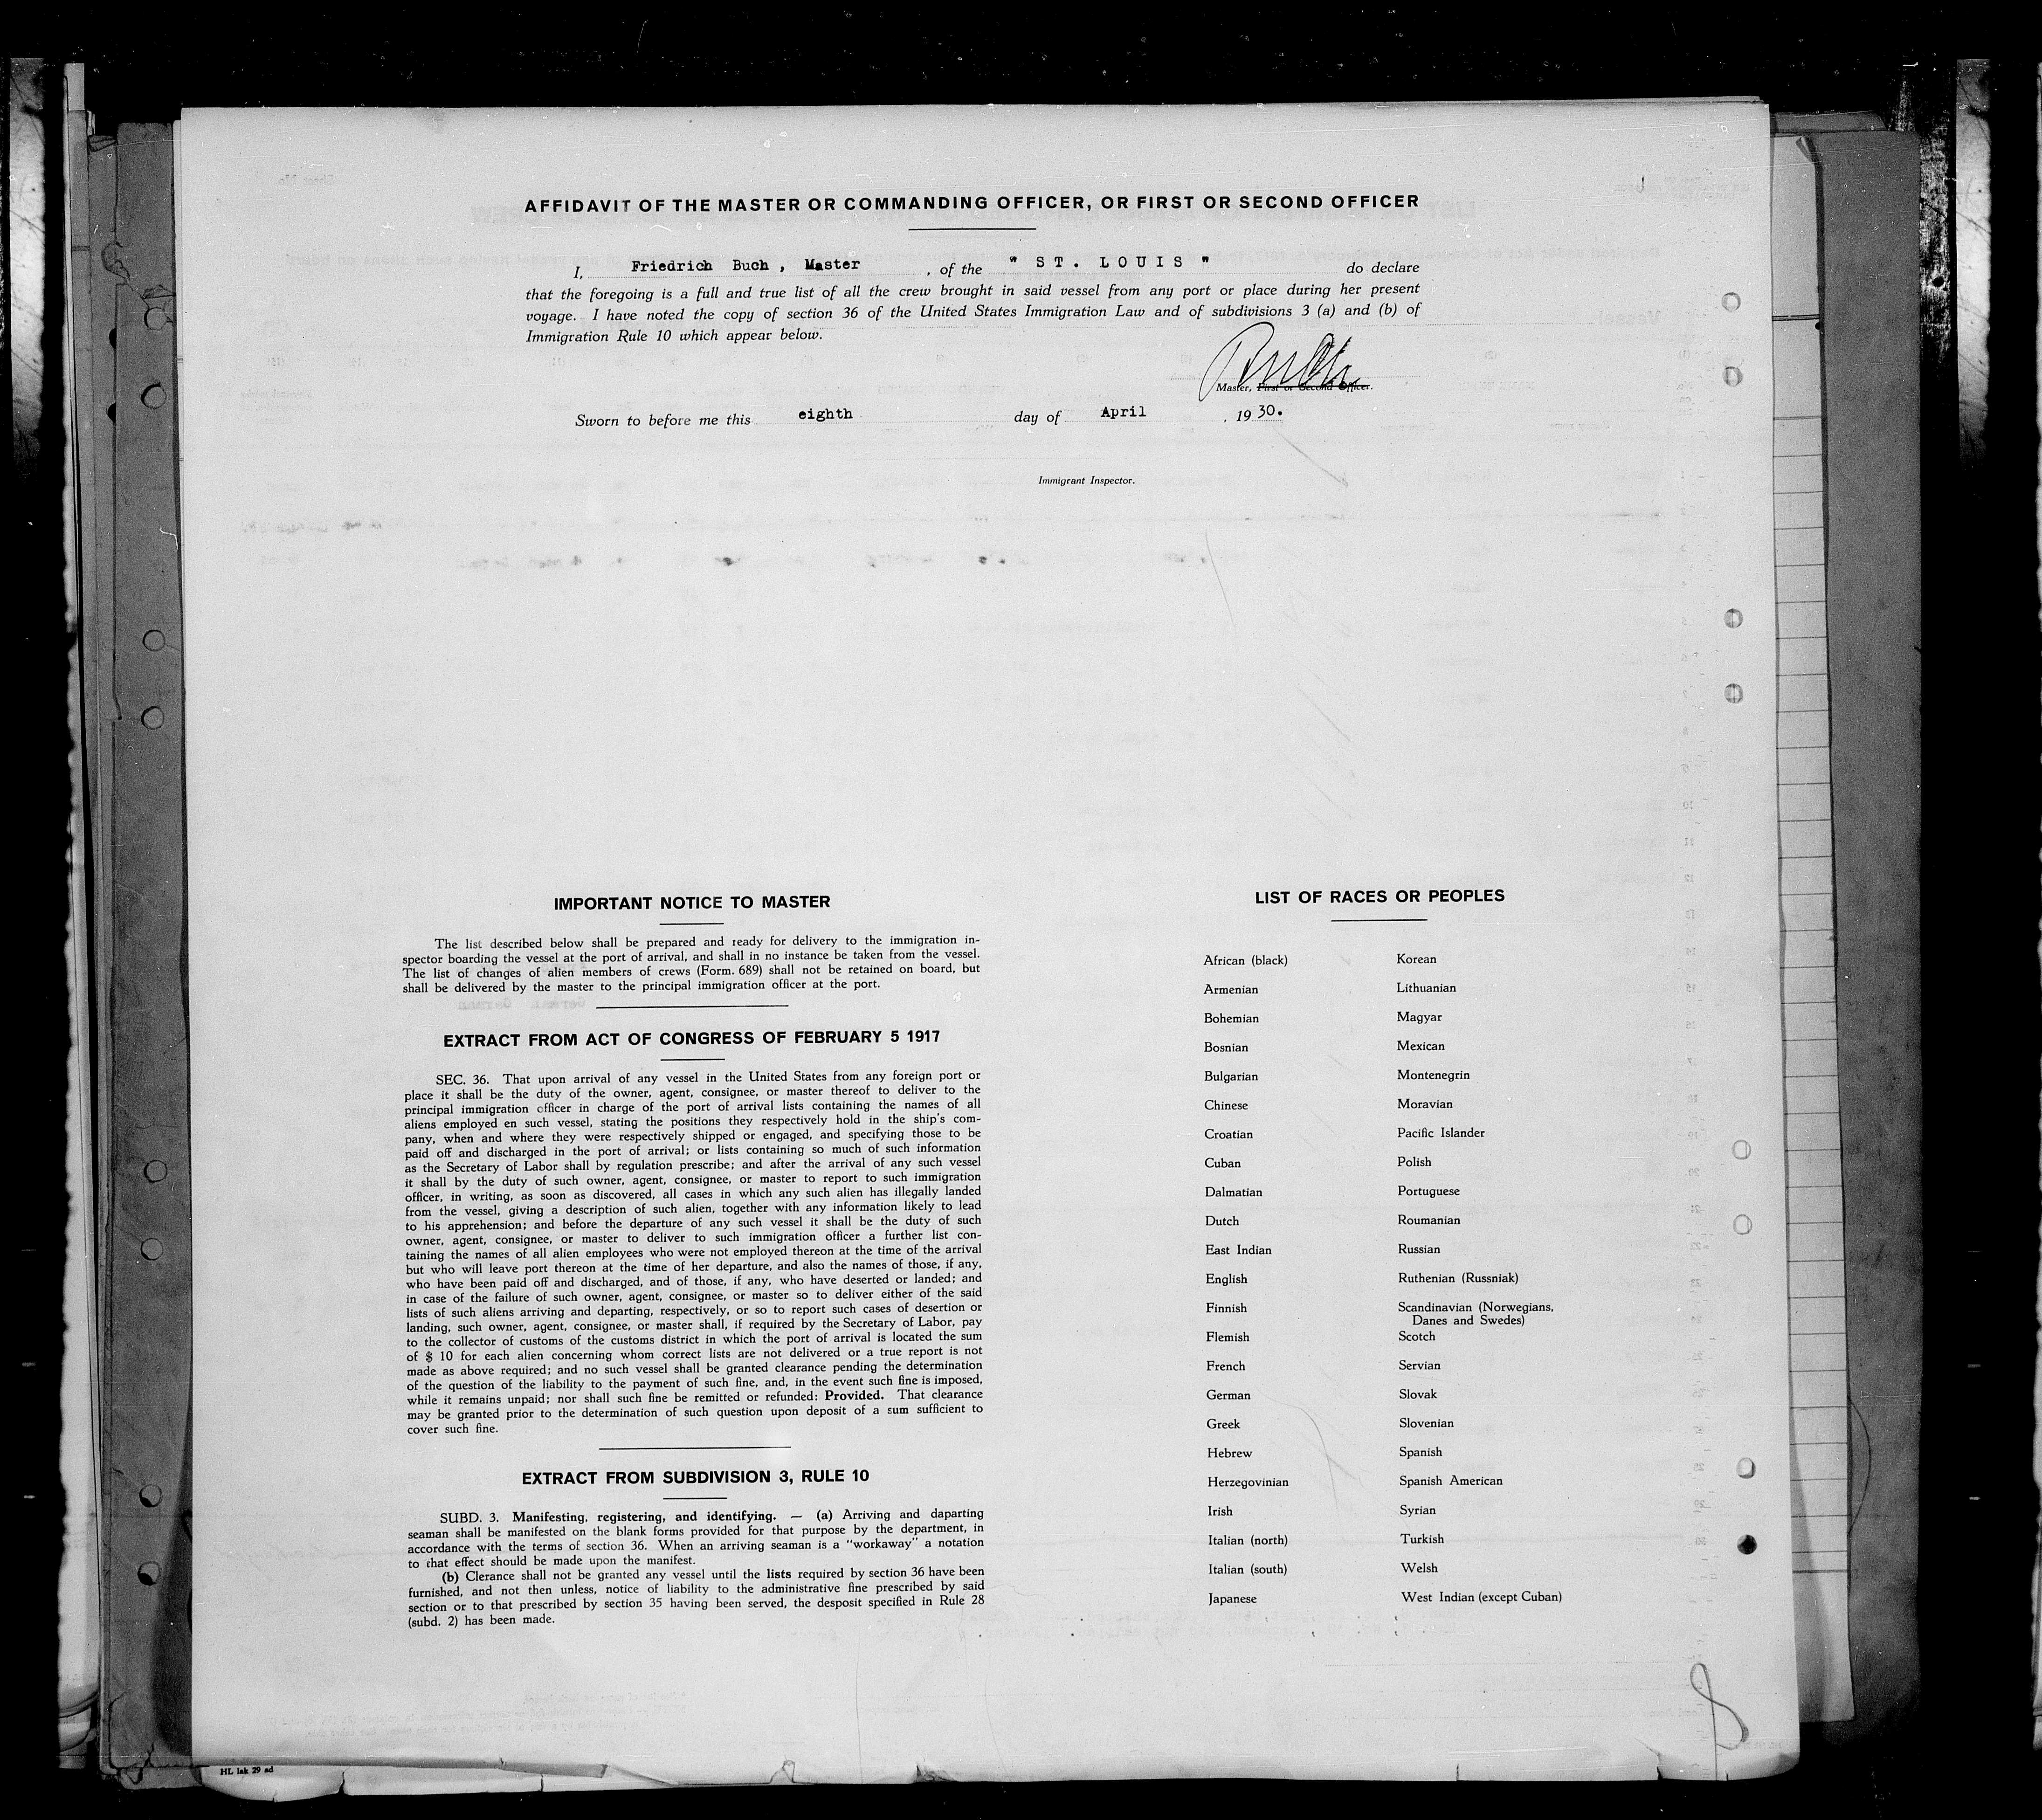 AFFIDAVIT OF THE MASTER OR COMMANDING OFFICER, OR FIRST OR SECOND OFFICER
I, Friedrich Buch , Master , of the " ST. LOUIS " do declare
that the foregoing is a full and true list of all the crew brought in said vessel from any port or place during her present
voyage. I have noted the copy of section 36 of the United States Immigration Law and of subdivisions 3 (a) and (b) of
Immigration Rule 10 which appear below.
Master, First or Second Officer.
Sworn to before me this eighth day of April , 19 30.
Immigrant Inspector.
IMPORTANT NOTICE TO MASTER
The list described below shall be prepared and ready for delivery to the immigration in-
spector boarding the vessel at the port of arrival, and shall in no instance be taken from the vessel.
The list of changes of alien members of crews (Form. 689) shall not be retained on board, but
shall be delivered by the master to the principal immigration officer at the port.
EXTRACT FROM ACT OF CONGRESS OF FEBRUARY 5 1917
SEC. 36. That upon arrival of any vessel in the United States from any foreign port or
place it shall be the duty of the owner, agent, consignee, or master thereof to deliver to the
principal immigration officer in charge of the port of arrival lists containing the names of all
aliens employed en such vessel, stating the positions they respectively hold in the ship's com-
pany, when and where they were respectively shipped or engaged, and specifying those to be
paid off and discharged in the port of arrival; or lists containing so much of such information
as the Secretary of Labor shall by regulation prescribe; and after the arrival of any such vessel
it shall by the duty of such owner, agent, consignee, or master to report to such immigration
officer, in writing, as soon as discovered, all cases in which any such alien has illegally landed
from the vessel, giving a description of such alien, together with any information likely to lead
to his apprehension; and before the departure of any such vessel it shall be the duty of such
owner, agent, consignee, or master to deliver to such immigration officer a further list con-
taining the names of all alien employees who were not employed thereon at the time of the arrival
but who will leave port thereon at the time of her departure, and also the names of those, if any,
who have been paid off and discharged, and of those, if any, who have deserted or landed; and
in case of the failure of such owner, agent, consignee, or master so to deliver either of the said
lists of such aliens arriving and departing, respectively, or so to report such cases of desertion or
landing, such owner, agent, consignee, or master shall, if required by the Secretary of Labor, pay
to the collector of customs of the customs district in which the port of arrival is located the sum
of $ 10 for each alien concerning whom correct lists are not delivered or a true report is not
made as above required; and no such vessel shall be granted clearance pending the determination
of the question of the liability to the payment of such fine, and, in the event such fine is imposed,
while it remains unpaid; nor shall such fine be remitted or refunded: Provided. That clearance
may be granted prior to the determination of such question upon deposit of a sum sufficient to
cover such fine.
EXTRACT FROM SUBDIVISION 3, RULE 10
SUBD. 3. Manifesting, registering, and identifying. — (a) Arriving and daparting
seaman shall be manifested on the blank forms provided for that purpose by the department, in
accordance with the terms of section 36. When an arriving seaman is a "workaway" a notation
to that effect should be made upon the manifest.
(b) Clerance shall not be granted any vessel until the lists required by section 36 have been
furnished, and not then unless, notice of liability to the administrative fine prescribed by said
section or to that prescribed by section 35 having been served, the desposit specified in Rule 28
(subd. 2) has been made.
LIST OF RACES OR PEOPLES
African (black) Korean
Armenian Lithuanian
Bohemian Magyar
Bosnian Mexican
Bulgarian Montenegrin
Chinese Moravian
Croatian Pacific Islander
Cuban Polish
Dalmatian Portuguese
Dutch Roumanian
East Indian Russian
English Ruthenian (Russniak)
Finnish Scandinavian (Norwegians,
Danes and Swedes)
Flemish Scotch
French Servian
German Slovak
Greek Slovenian
Hebrew Spanish
Herzegovinian Spanish American
Irish Syrian
Italian (north) Turkish
Italian (south) Welsh
Japanese West Indian (except Cuban)
HL lak 29 ad